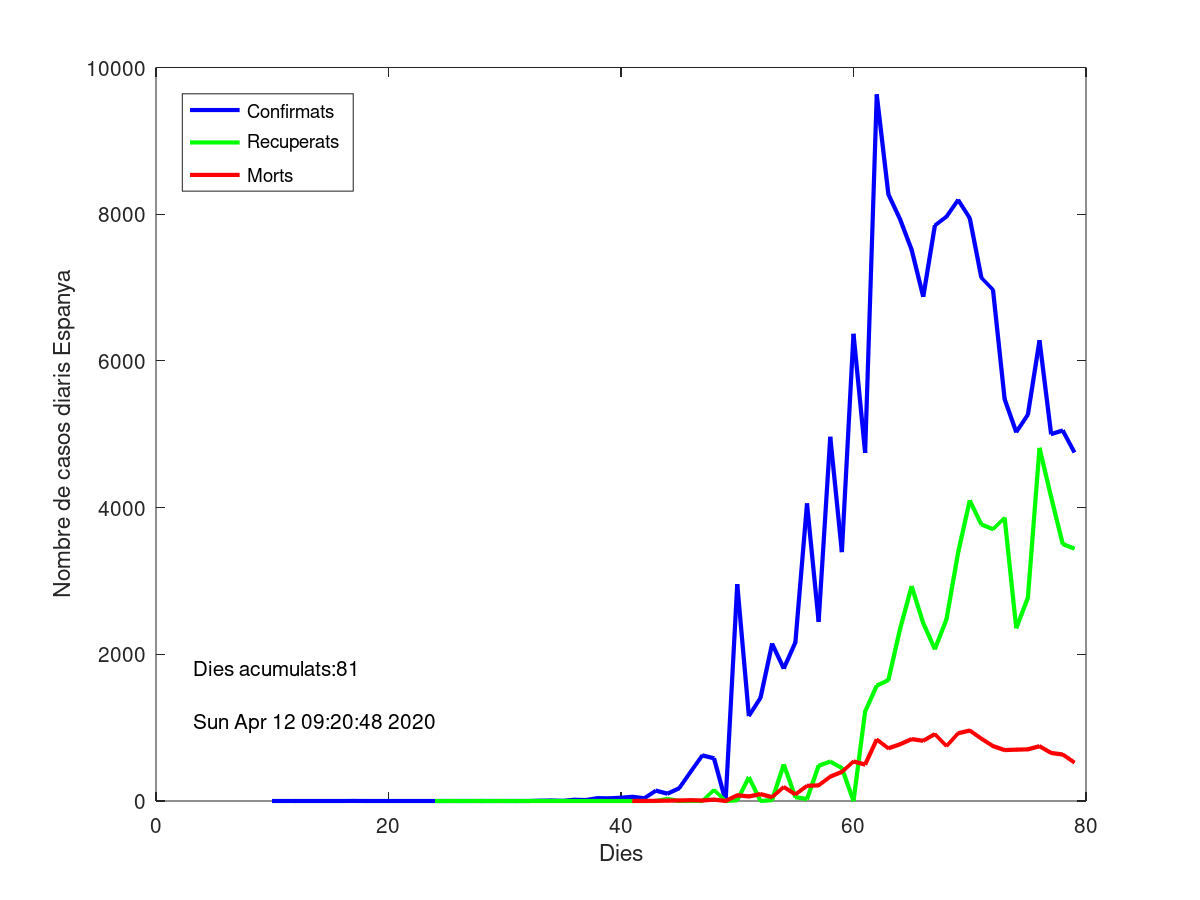 10000
8000
6000
4000
2000
0
Nombre de casos diaris Espanya
Confirmats
Recuperats
Morts
Dies acumulats:81
Sun Apr 12 09:20:48 2020
0 20 40 60 80
Dies